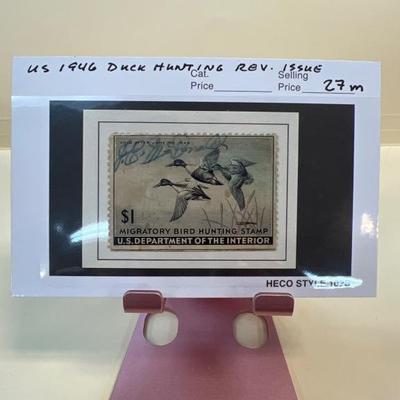 US 1946 DUCK HUNTING REV. ISSUE
Cat. Price
Selling Price 27m
$1
MIGRATORY BIRD HUNTING STAMP
U.S. DEPARTMENT OF THE INTERIOR
HECO STYLE